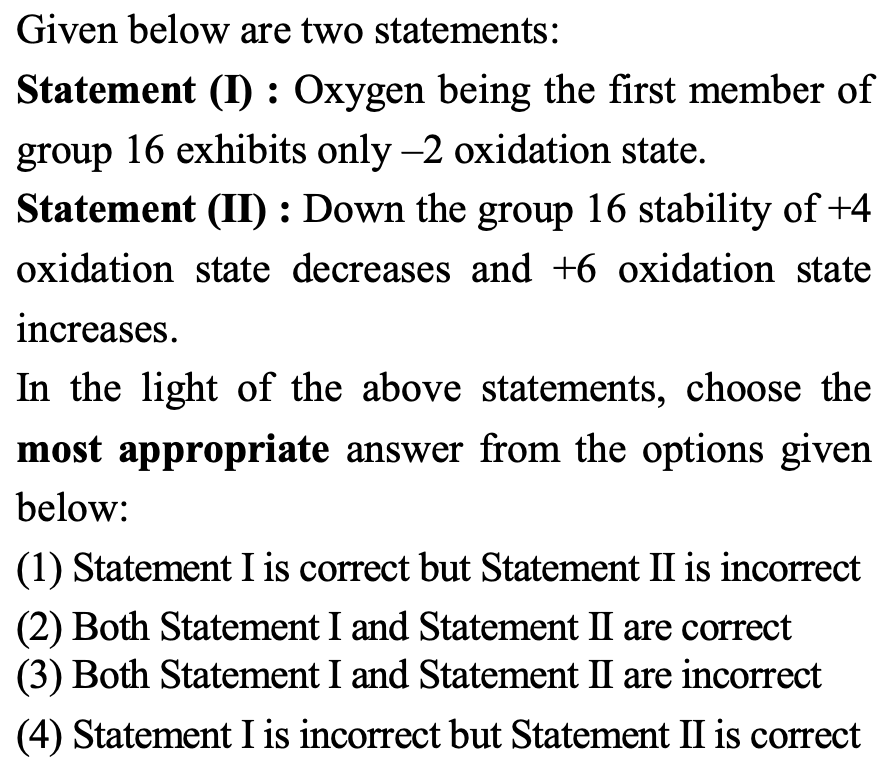 Given below are two statements:
Statement (I) : Oxygen being the first member of
group 16 exhibits only –2 oxidation state.
Statement (II) : Down the group 16 stability of +4
oxidation state decreases and +6 oxidation state
increases.
In the light of the above statements, choose the
most appropriate answer from the options given
below:
(1) Statement I is correct but Statement II is incorrect
(2) Both Statement I and Statement II are correct
(3) Both Statement I and Statement II are incorrect
(4) Statement I is incorrect but Statement II is correct